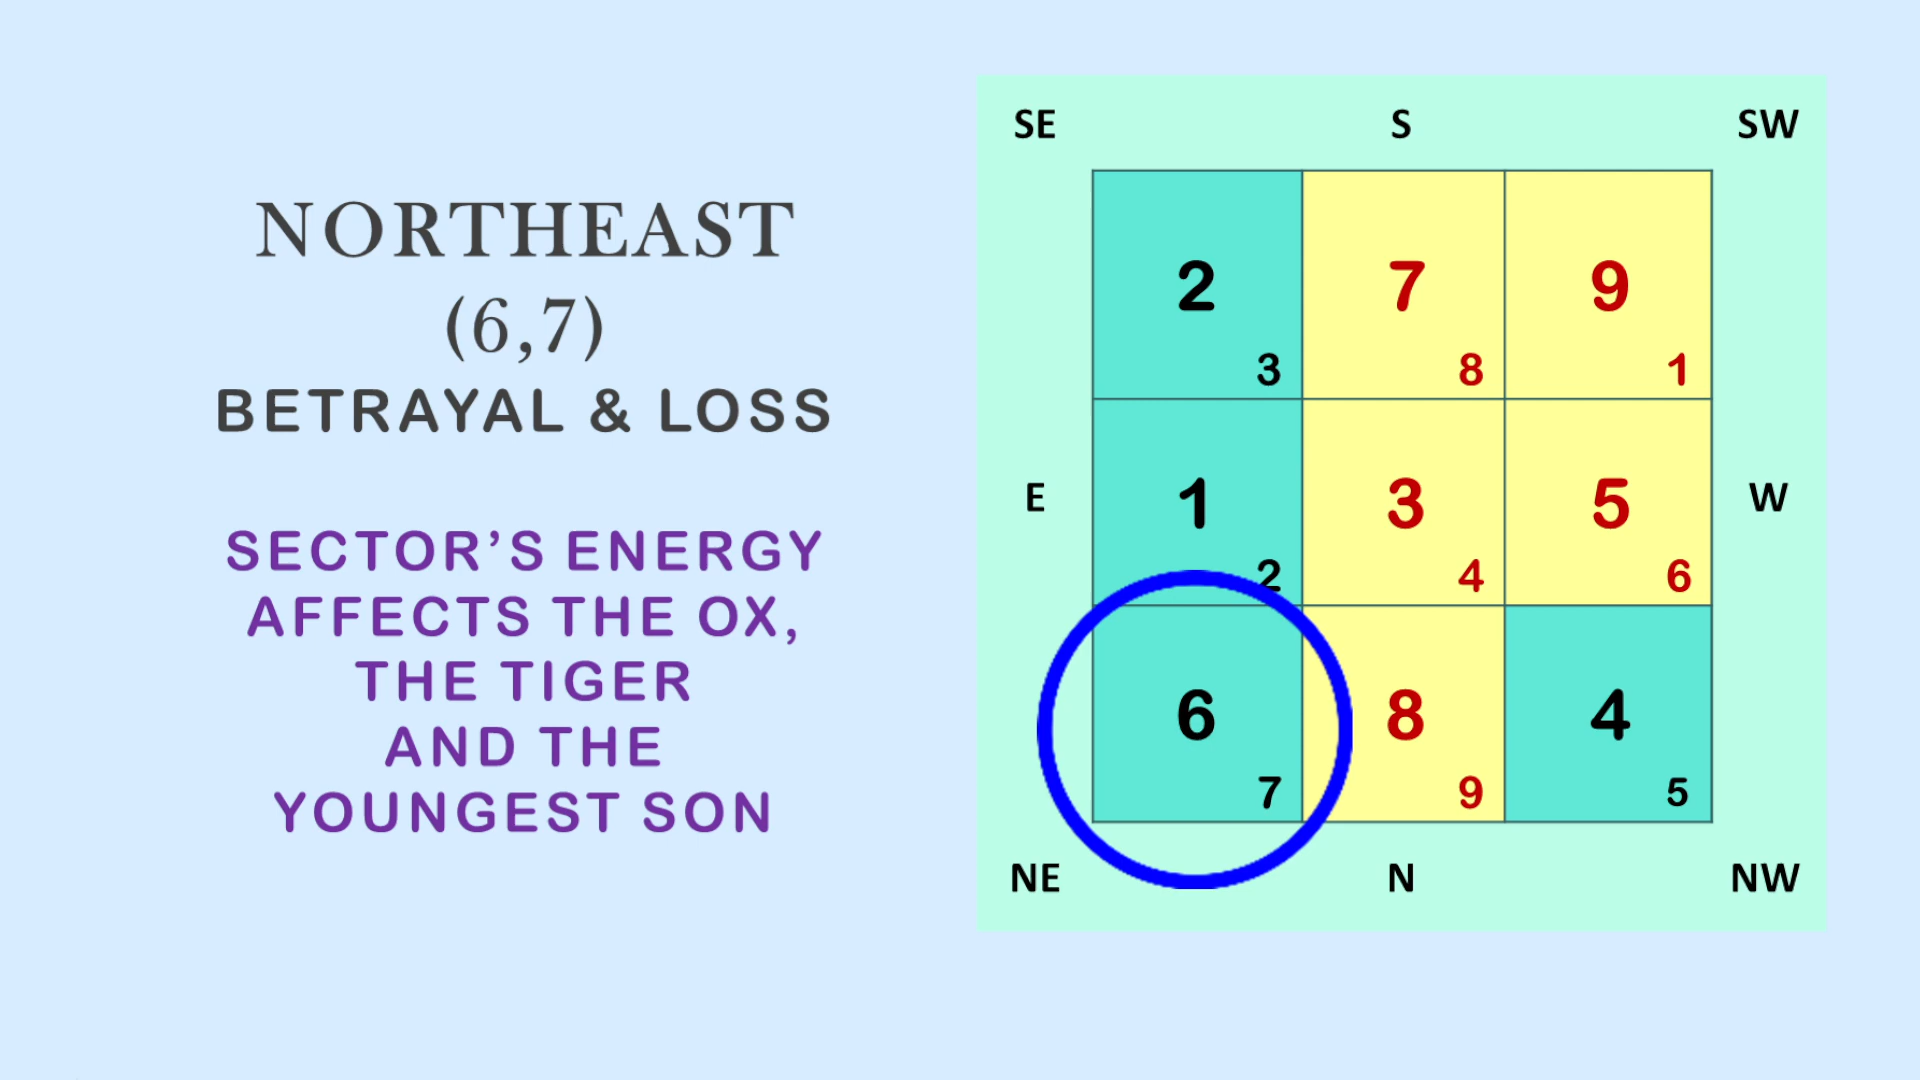 NORTHEAST
(6,7)
BETRAYAL & LOSS
SECTOR’S ENERGY
AFFECTS THE OX,
THE TIGER
AND THE
YOUNGEST SON
SE S SW
2 7 9
3 8 1
E 1 3 5 W
2 4 6
6 8 4
7 9 5
NE N NW